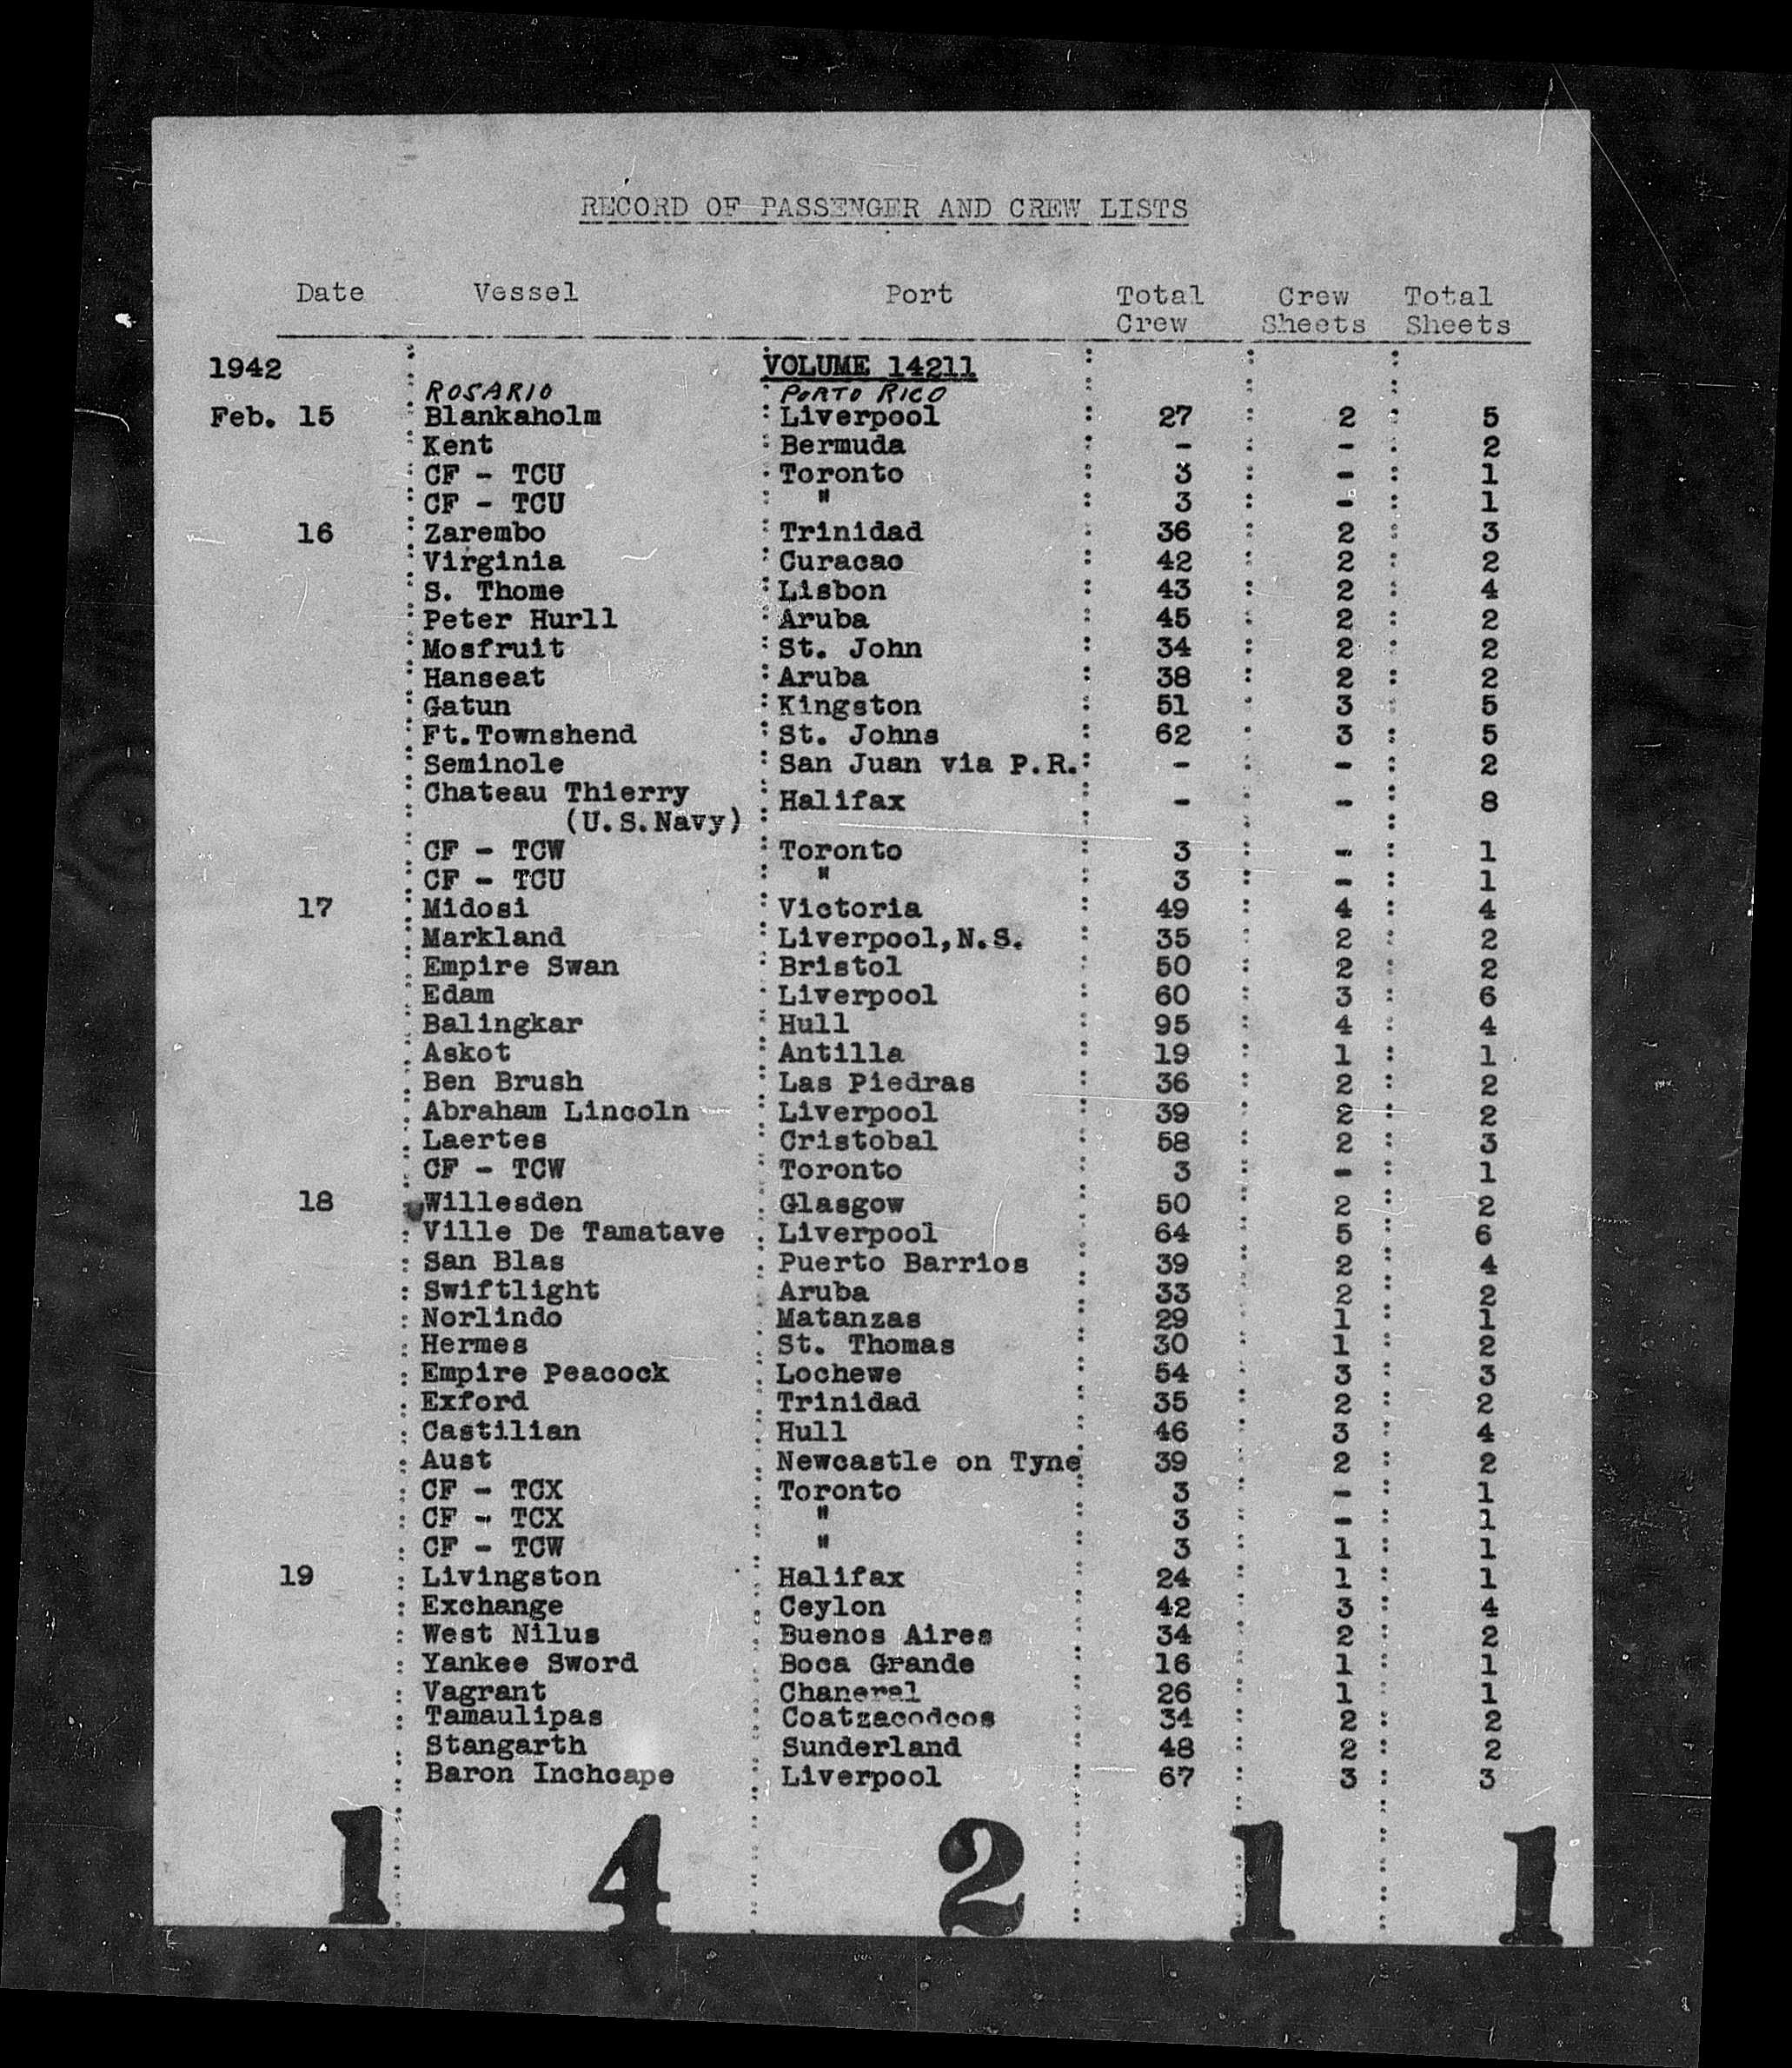 RECORD OF PASSENGER AND CREW LISTS
Date Vessel Port Total Crew Crew Sheets Total Sheets
1942 VOLUME 14211
ROSARIO PORTO RICO
Feb. 15 Blankaholm Liverpool 27 2 5
Kent Bermuda - - 2
CF - TCU Toronto 3 - 1
CF - TCU " 3 - 1
16 Zarembo Trinidad 36 2 3
Virginia Curacao 42 2 2
S. Thome Lisbon 43 2 4
Peter Hurll Aruba 45 2 2
Mosfruit St. John 34 2 2
Hanseat Aruba 38 2 2
Gatun Kingston 51 3 5
Ft.Townshend St. Johns 62 3 5
Seminole San Juan via P.R. - - 2
Chateau Thierry Halifax - - 8
(U.S.Navy)
CF - TCW Toronto 3 - 1
CF - TCU " 3 - 1
17 Midosi Victoria 49 4 4
Markland Liverpool,N.S. 35 2 2
Empire Swan Bristol 50 2 2
Edam Liverpool 60 3 6
Balingkar Hull 95 4 4
Askot Antilla 19 1 1
Ben Brush Las Piedras 36 2 2
Abraham Lincoln Liverpool 39 2 2
Laertes Cristobal 58 2 3
CF - TCW Toronto 3 - 1
18 Willesden Glasgow 50 2 2
Ville De Tamatave Liverpool 64 5 6
San Blas Puerto Barrios 39 2 4
Swiftlight Aruba 33 2 2
Norlindo Matanzas 29 1 1
Hermes St. Thomas 30 1 2
Empire Peacock Lochewe 54 3 3
Exford Trinidad 35 2 2
Castilian Hull 46 3 4
Aust Newcastle on Tyne 39 2 2
CF - TCX Toronto 3 - 1
CF - TCX " 3 - 1
CF - TCW " 3 1 1
19 Livingston Halifax 24 1 1
Exchange Ceylon 42 3 4
West Nilus Buenos Aires 34 2 2
Yankee Sword Boca Grande 16 1 1
Vagrant Chaneral 26 1 1
Tamaulipas Coatzacodcos 34 2 2
Stangarth Sunderland 48 2 2
Baron Inchcape Liverpool 67 3 3
1 4 2 1 1